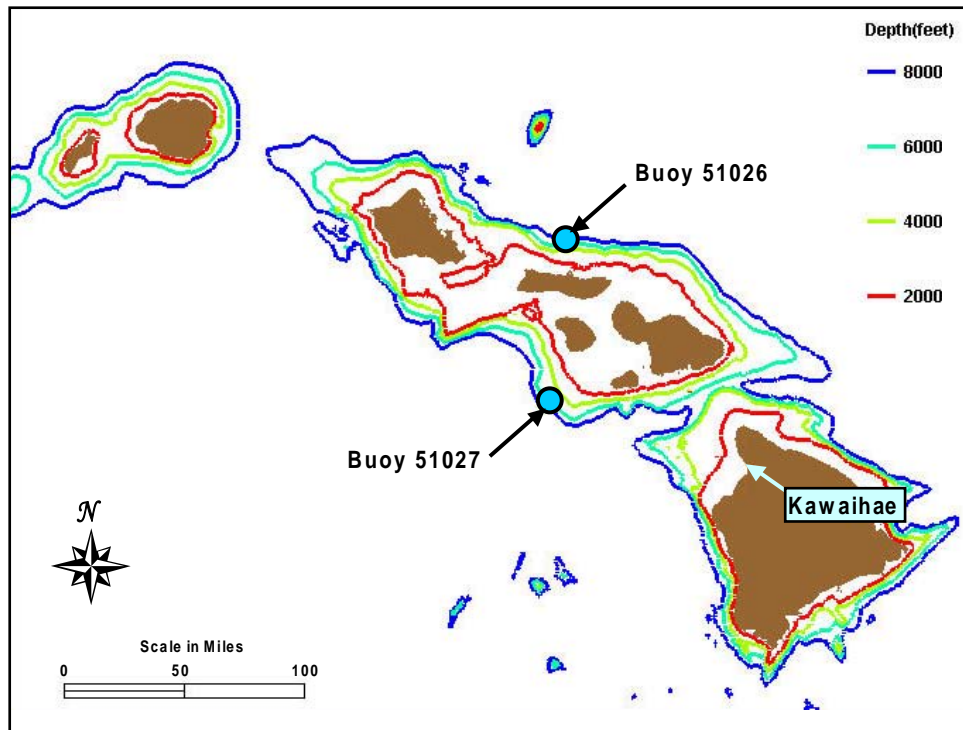 Depth(feet)
8000
6000
4000
2000
Buoy 51026
Buoy 51027
Kawaihae
N
Scale in Miles
0 50 100